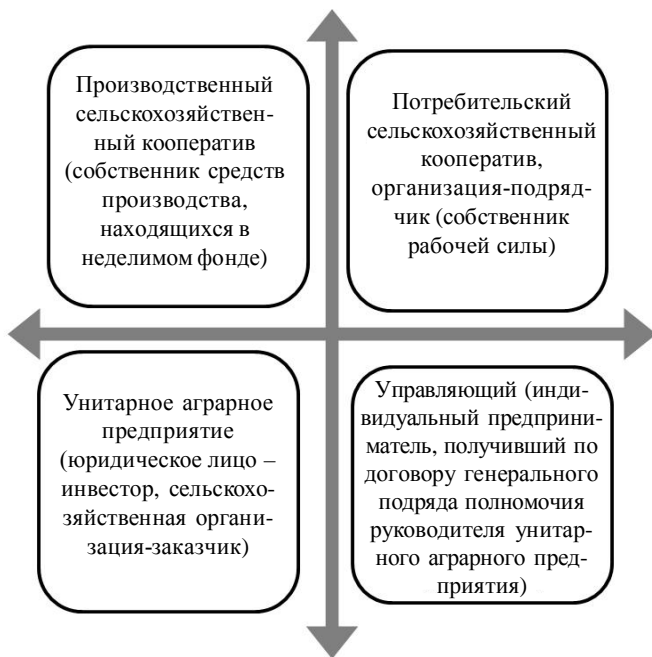 Производственный
сельскохозяйствен-
ный кооператив
(собственник средств
производства,
находящихся в
неделимом фонде)
Потребительский
сельскохозяйственный
кооператив,
организация-подряд-
чик (собственник
рабочей силы)
Унитарное аграрное
предприятие
(юридическое лицо –
инвестор, сельскохо-
зяйственная органи-
зация-заказчик)
Управляющий (инди-
видуальный предприни-
матель, получивший по
договору генерального
подряда полномочия
руководителя унитар-
ного аграрного пред-
приятия)